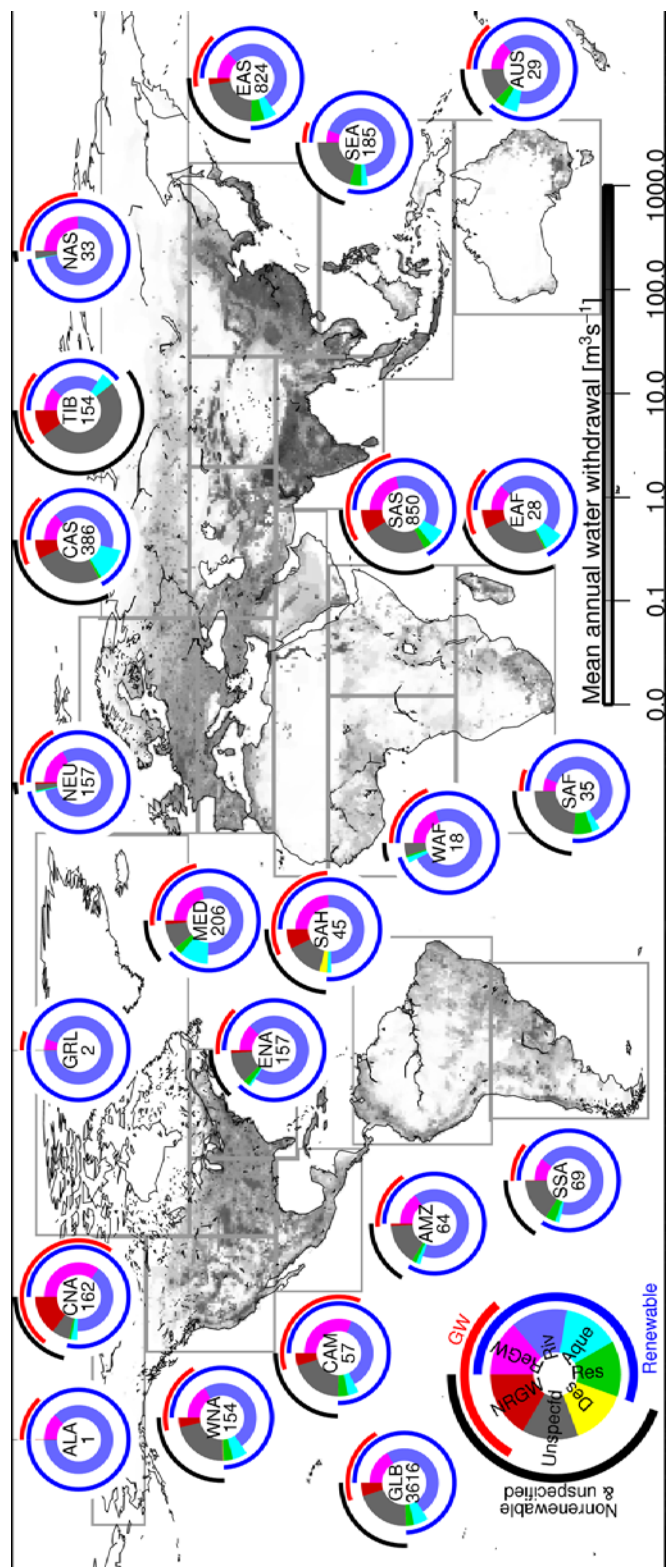 ALA
1
CNA
162
GRL
2
NEU
157
CAS
386
TIB
154
NAS
33
EAS
824
WNA
154
ENA
157
MED
206
SEA
185
CAM
57
SAH
45
SAS
850
AUS
29
GLB
3616
AMZ
64
WAF
18
EAF
28
SSA
69
SAF
35
GW
NRGW
ReGW
Riv
Aque
Res
Des
Unspecfd
Renewable
Nonrenewable
& unspecified
Mean annual water withdrawal [m³s⁻¹]
0.0 0.1 1.0 10.0 100.0 1000.0